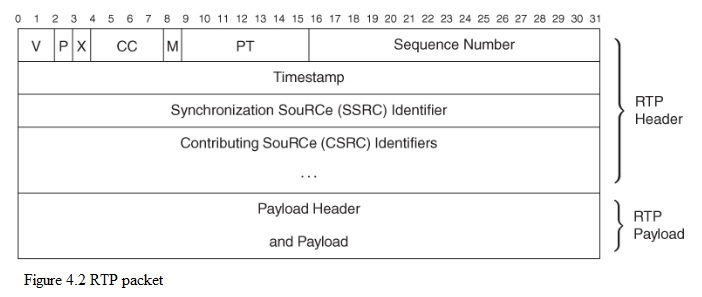 0 1 2 3 4 5 6 7 8 9 10 11 12 13 14 15 16 17 18 19 20 21 22 23 24 25 26 27 28 29 30 31
V P X CC M PT Sequence Number
Timestamp
Synchronization SouRCe (SSRC) Identifier
Contributing SouRCe (CSRC) Identifiers
...
RTP
Header
Payload Header
and Payload
RTP
Payload
Figure 4.2 RTP packet